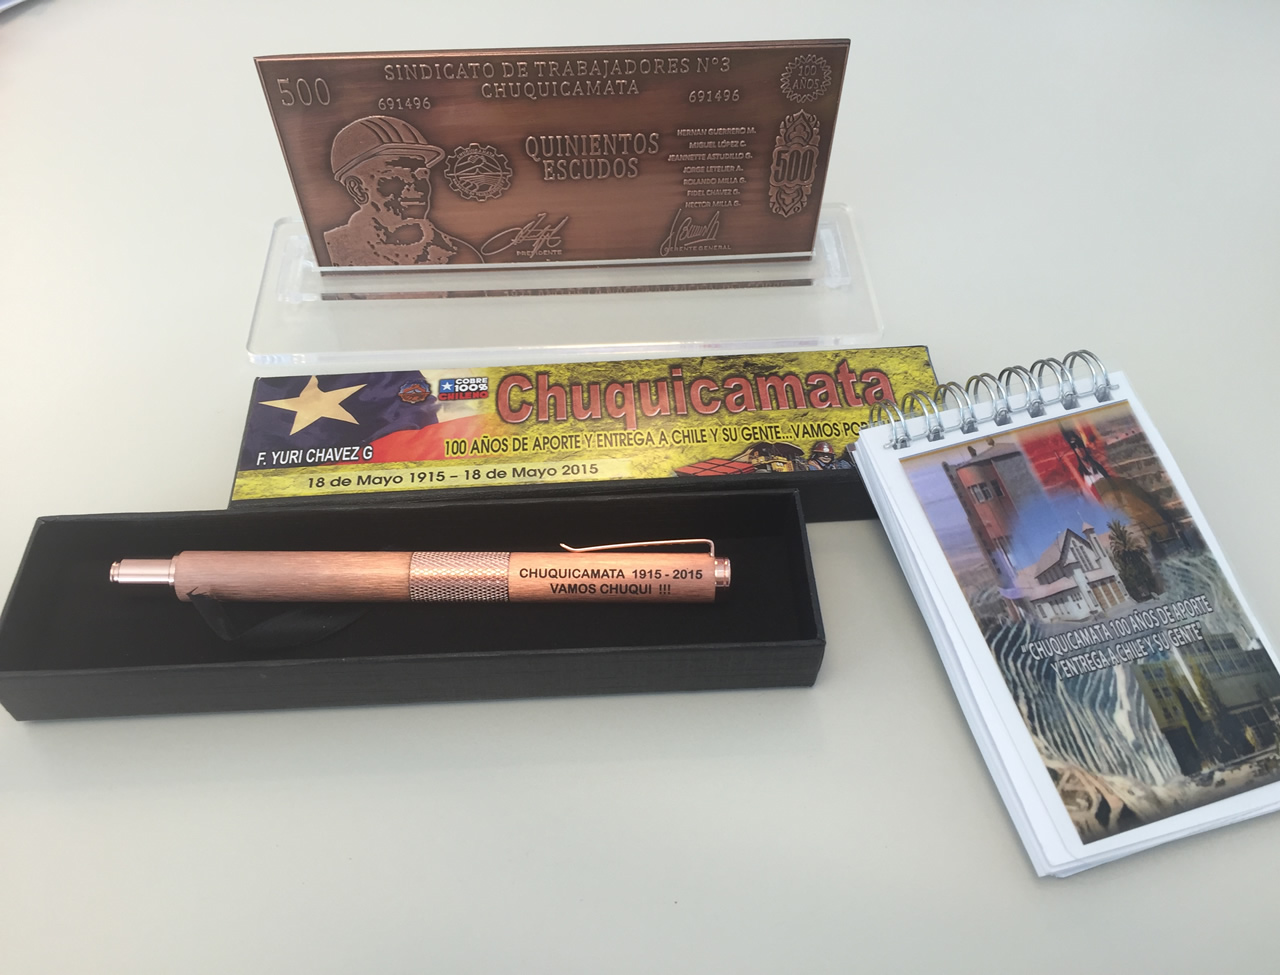 500
SINDICATO DE TRABAJADORES Nº3
CHUQUICAMATA
100
AÑOS
691496
691496
QUINIENTOS
ESCUDOS
HERNAN GUERRERO M.
MIGUEL LÓPEZ G.
JEANNETTE ASTUDILLO G.
JORGE LETELIER A.
ROLANDO MILLA G.
FIDEL CHAVEZ G.
HECTOR MILLA G.
500
PRESIDENTE
GERENTE GENERAL
COBRE
100%
CHILENO
Chuquicamata
100 AÑOS DE APORTE Y ENTREGA A CHILE Y SU GENTE...VAMOS POR
F. YURI CHAVEZ G
18 de Mayo 1915 – 18 de Mayo 2015
CHUQUICAMATA 1915 - 2015
VAMOS CHUQUI !!!
"CHUQUICAMATA 100 AÑOS DE APORTE
Y ENTREGA A CHILE Y SU GENTE"